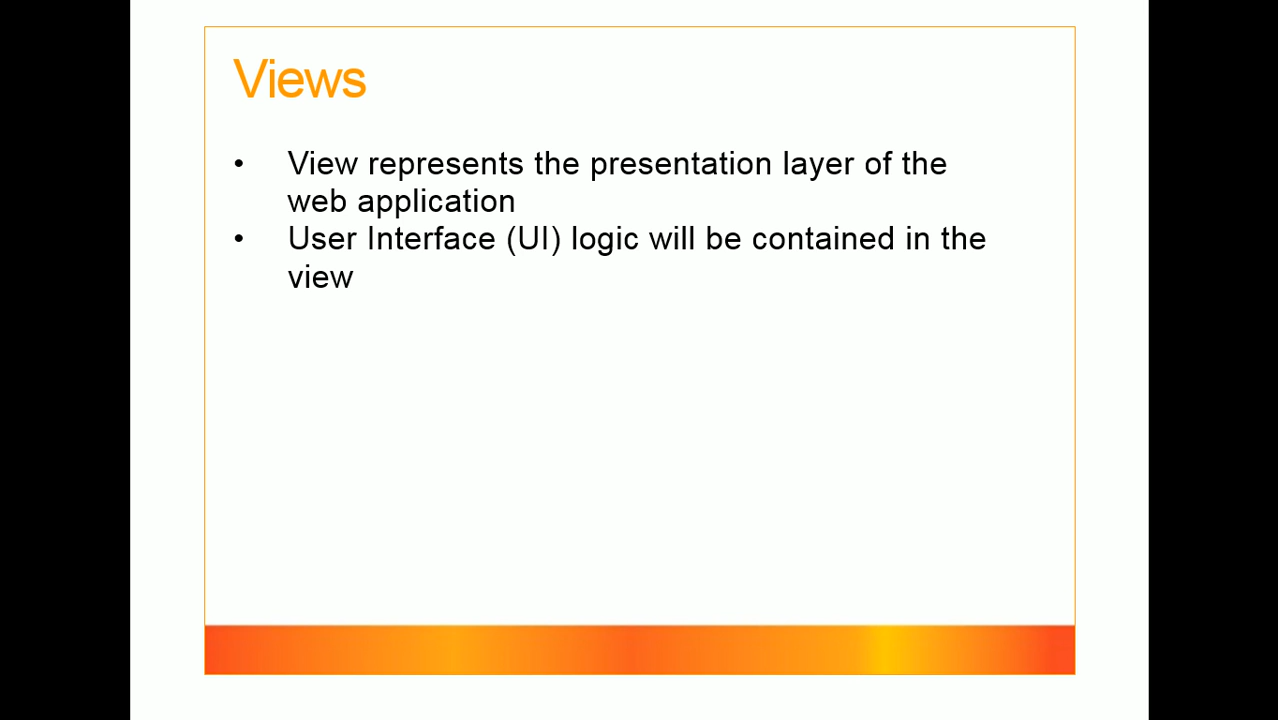 Views
• View represents the presentation layer of the
web application
• User Interface (UI) logic will be contained in the
view